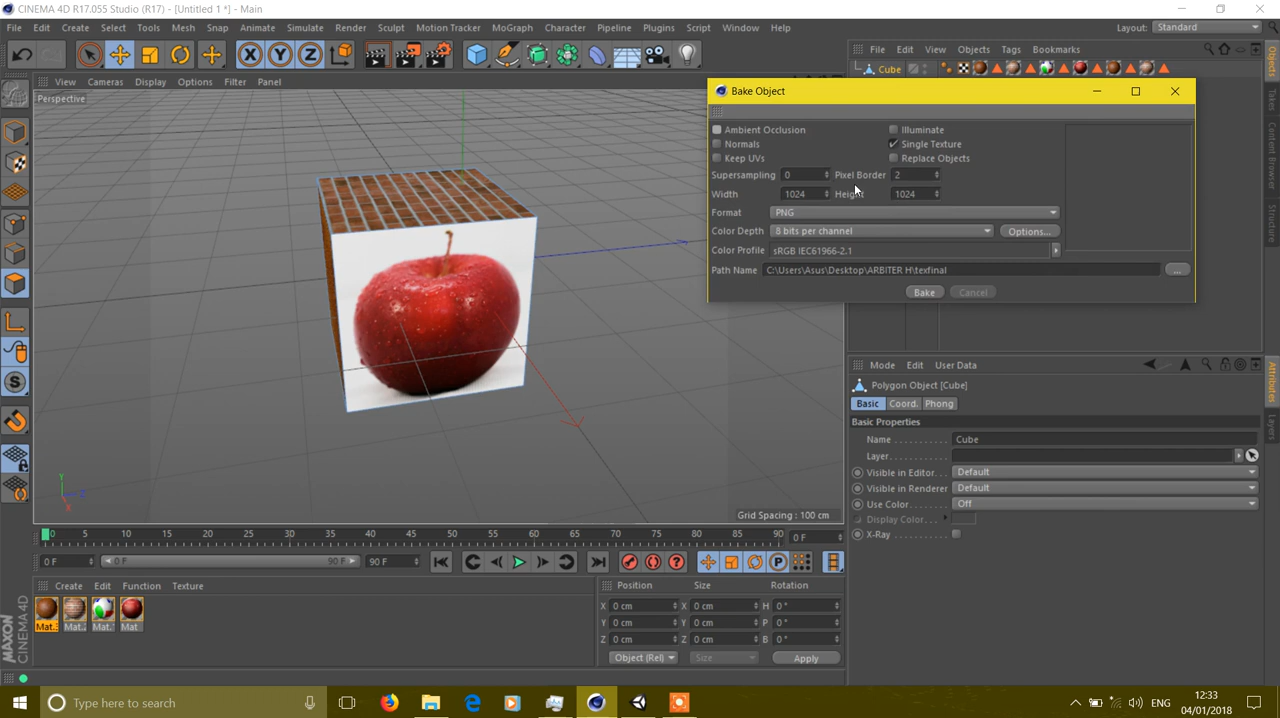 CINEMA 4D R17.055 Studio (R17) - [Untitled 1 *] - Main
File Edit Create Select Tools Mesh Snap Animate Simulate Render Sculpt Motion Tracker MoGraph Character Pipeline Plugins Script Window Help Layout: Standard
X Y Z File Edit View Objects Tags Bookmarks
Cube
View Cameras Display Options Filter Panel
Perspective
Bake Object
Ambient Occlusion Illuminate
Normals Single Texture
Keep UVs Replace Objects
Supersampling 0 Pixel Border 2
Width 1024 Height 1024
Format PNG
Color Depth 8 bits per channel Options...
Color Profile sRGB IEC61966-2.1
Path Name C:\Users\Asus\Desktop\ARBITER H\texfinal ...
Bake Cancel
Objects
Takes
Content Browser
Structure
Mode Edit User Data
Polygon Object [Cube]
Basic Coord. Phong
Basic Properties
Name Cube
Layer
Visible in Editor Default
Visible in Renderer Default
Use Color Off
Display Color
X-Ray
Attributes
Layers
Y
Z
X
Grid Spacing : 100 cm
0 5 10 15 20 25 30 35 40 45 50 55 60 65 70 75 80 85 90 0 F
0 F 0 F 90 F 90 F P
Create Edit Function Texture
Mat. Mat. Mat. Mat
Position Size Rotation
X 0 cm X 0 cm H 0 °
Y 0 cm Y 0 cm P 0 °
Z 0 cm Z 0 cm B 0 °
Object (Rel) Size Apply
MAXON CINEMA 4D
Type here to search
ENG
12:33
04/01/2018